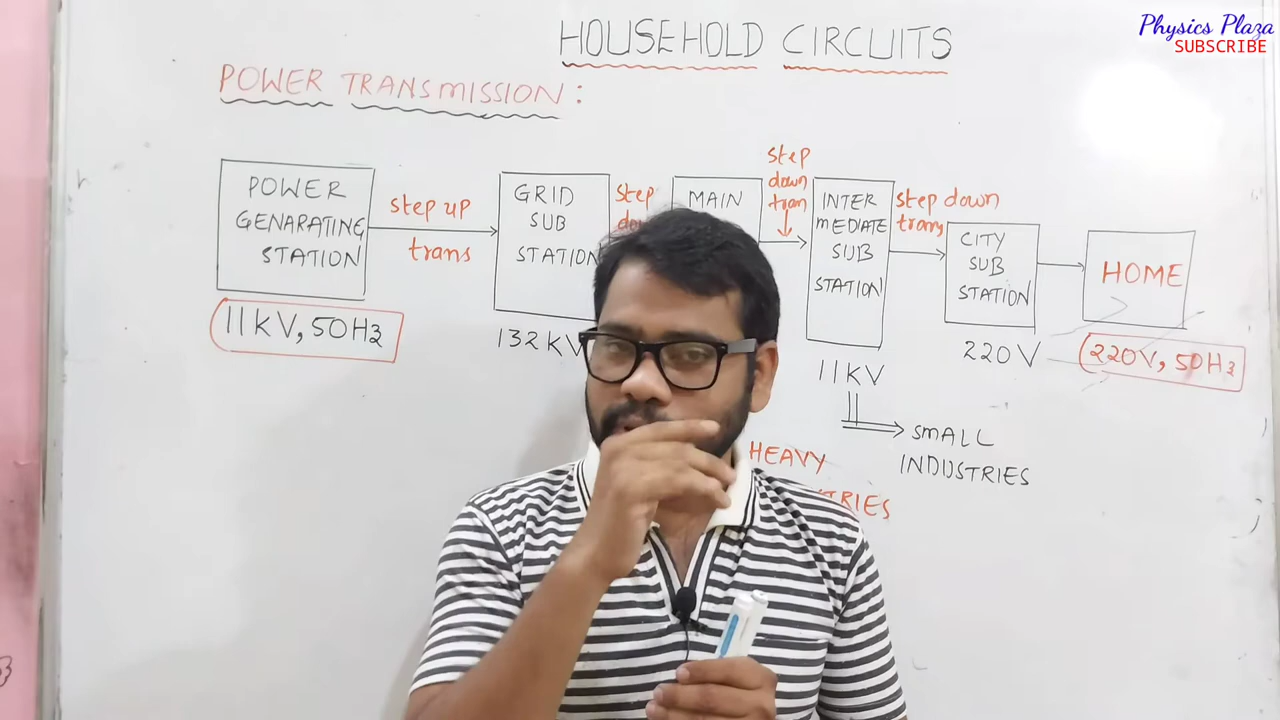 Physics Plaza
SUBSCRIBE
HOUSEHOLD CIRCUITS
POWER TRANSMISSION:
POWER
GENARATING
STATION
11kV, 50Hz
step up
trans
GRID
SUB
STATION
132kV
step
MAIN
step
down
tran
INTER
MEDIATE
SUB
STATION
11kV
SMALL
INDUSTRIES
HEAVY
step down
trans
CITY
SUB
STATION
220V
HOME
220V, 50Hz